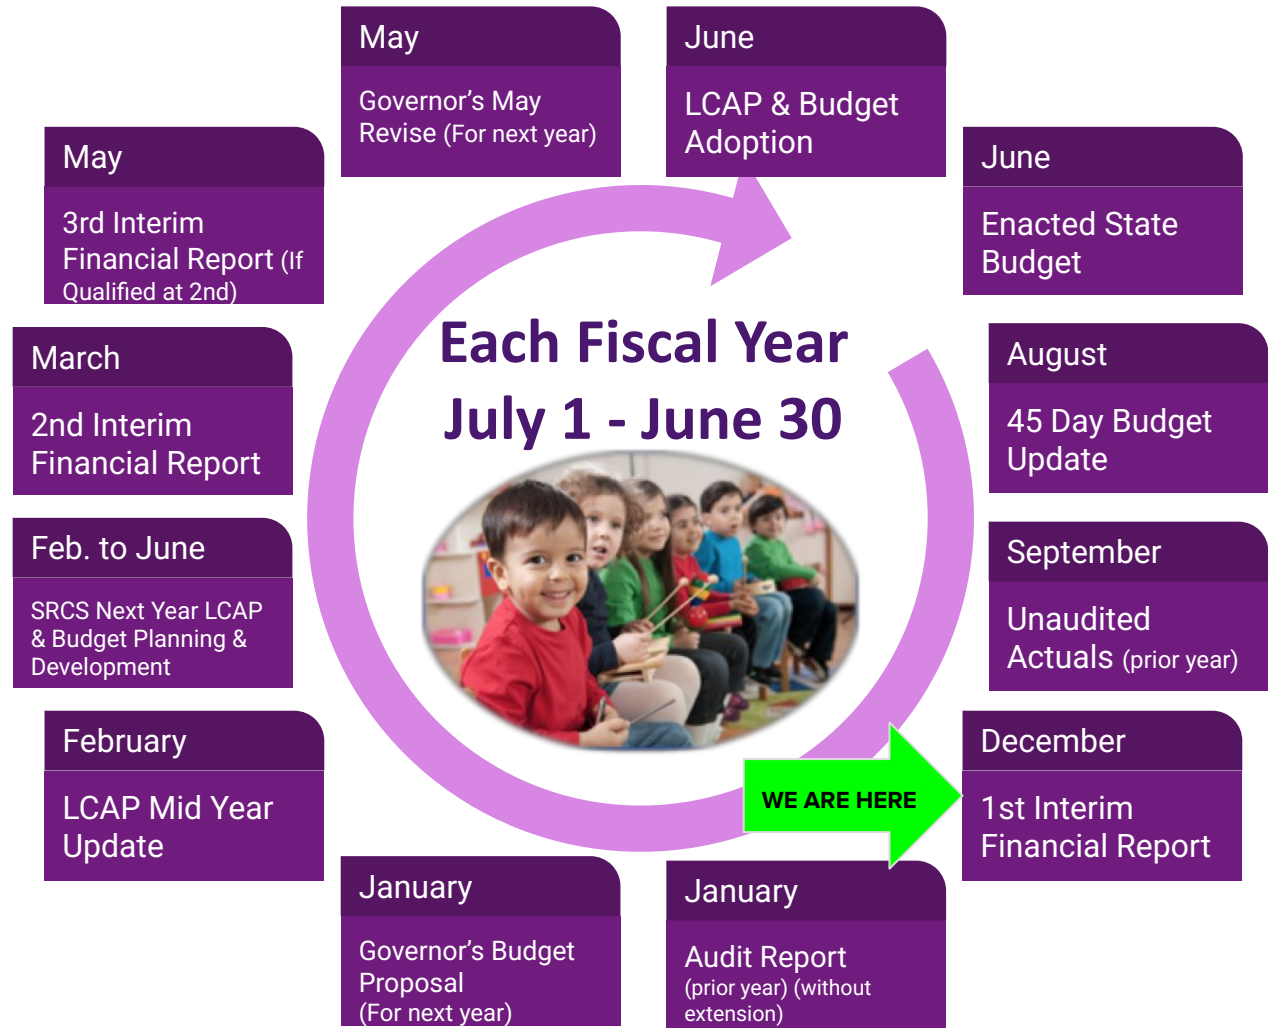 May
Governor’s May
Revise (For next year)
June
LCAP & Budget
Adoption
June
Enacted State
Budget
August
45 Day Budget
Update
September
Unaudited
Actuals (prior year)
December
1st Interim
Financial Report
January
Audit Report
(prior year) (without
extension)
January
Governor’s Budget
Proposal
(For next year)
February
LCAP Mid Year
Update
Feb. to June
SRCS Next Year LCAP
& Budget Planning &
Development
March
2nd Interim
Financial Report
May
3rd Interim
Financial Report (If
Qualified at 2nd)
Each Fiscal Year
July 1 - June 30
WE ARE HERE